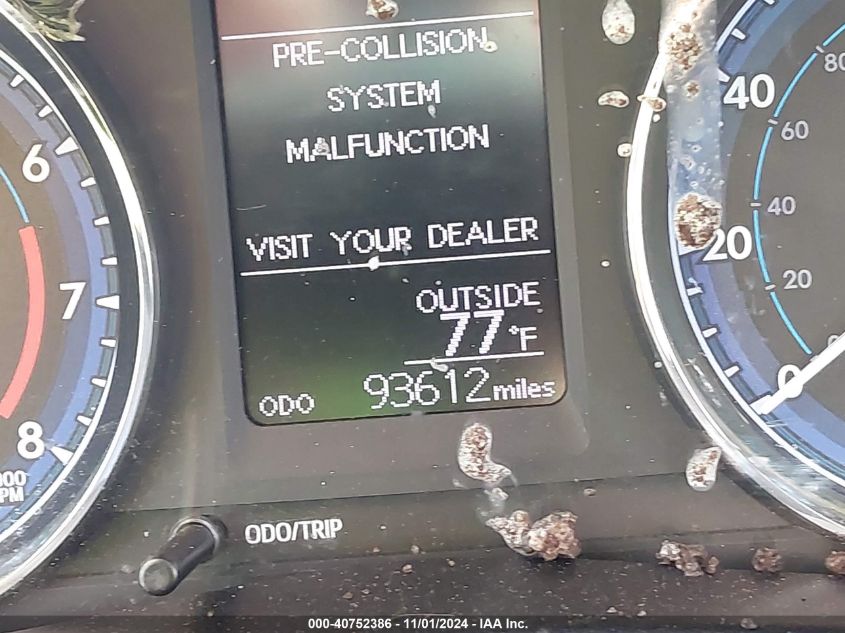 PRE-COLLISION
SYSTEM
MALFUNCTION
VISIT YOUR DEALER
OUTSIDE
77°F
ODO 93612 miles
6
7
8
PM
ODO/TRIP
40
20
0
80
60
40
20
000-40752386 - 11/01/2024 - IAA Inc.